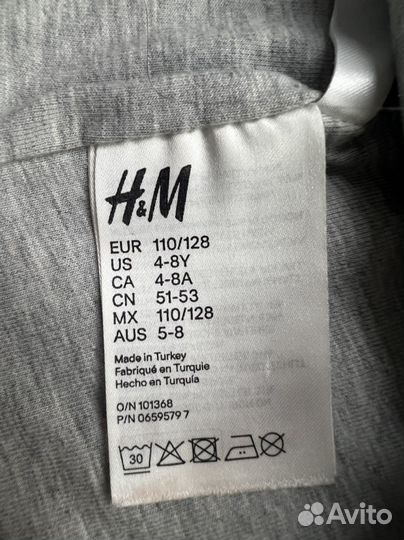 H&M
EUR 110/128
US 4-8Y
CA 4-8A
CN 51-53
MX 110/128
AUS 5-8
Made in Turkey
Fabriqué en Turquie
Hecho en Turquía
O/N 101368
P/N 0659579 7
30
Avito